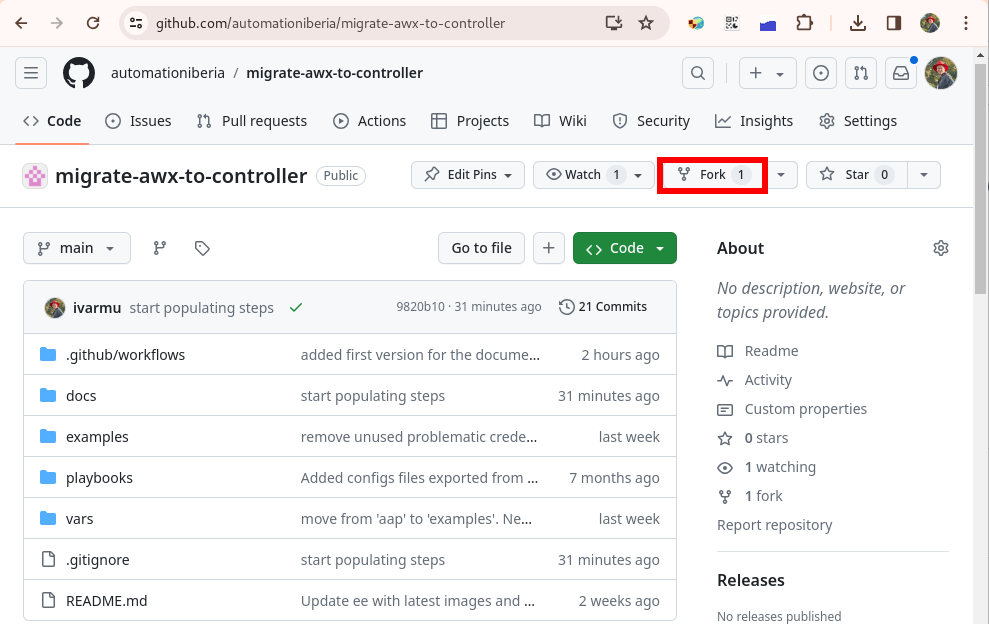 github.com/automationiberia/migrate-awx-to-controller
automationiberia / migrate-awx-to-controller
Code Issues Pull requests Actions Projects Wiki Security Insights Settings
migrate-awx-to-controller Public Edit Pins Watch 1 Fork 1 Star 0
main Go to file Code
ivarmu start populating steps 9820b10 · 31 minutes ago 21 Commits
.github/workflows added first version for the docume... 2 hours ago
docs start populating steps 31 minutes ago
examples remove unused problematic crede... last week
playbooks Added configs files exported from ... 7 months ago
vars move from 'aap' to 'examples'. Ne... last week
.gitignore start populating steps 31 minutes ago
README.md Update ee with latest images and ... 2 weeks ago
About
No description, website, or
topics provided.
Readme
Activity
Custom properties
0 stars
1 watching
1 fork
Report repository
Releases
No releases published